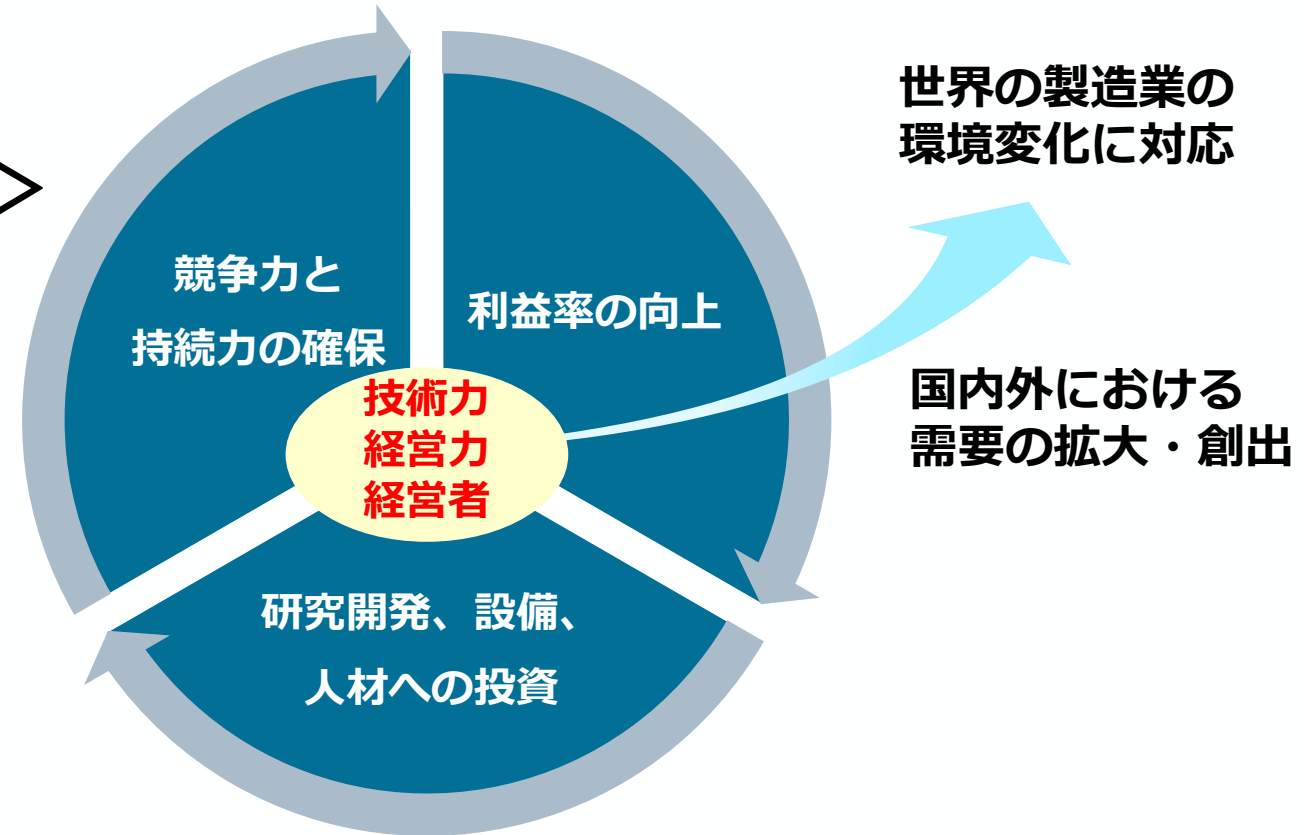 世界の製造業の
環境変化に対応
競争力と
持続力の確保
利益率の向上
技術力
経営力
経営者
国内外における
需要の拡大・創出
研究開発、設備、
人材への投資